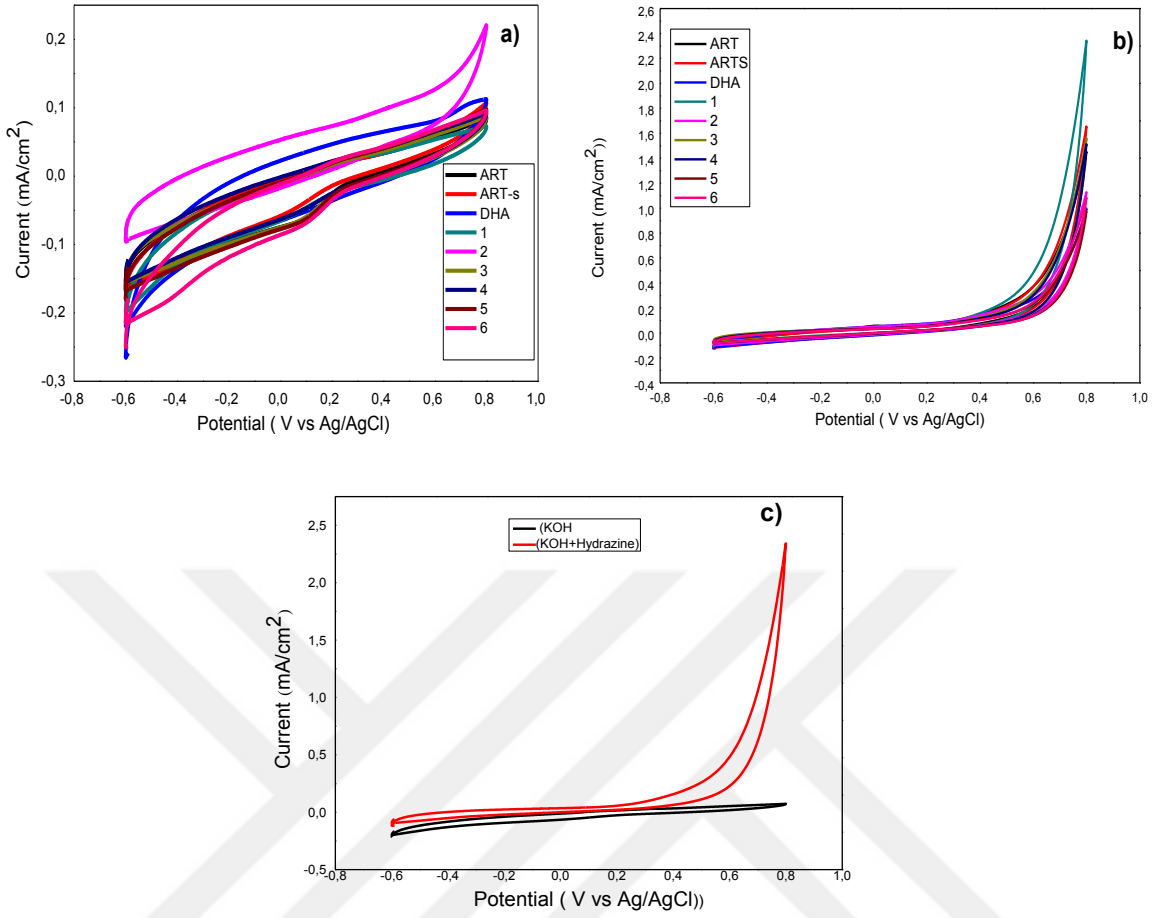 a)
0,2
0,1
0,0
-0,1
-0,2
-0,3
Current (mA/cm2)
ART
ART-s
DHA
1
2
3
4
5
6
-0,8 -0,6 -0,4 -0,2 0,0 0,2 0,4 0,6 0,8 1,0
Potential ( V vs Ag/AgCl)
b)
2,6
2,4
2,2
2,0
1,8
1,6
1,4
1,2
1,0
0,8
0,6
0,4
0,2
0,0
-0,2
-0,4
Current (mA/cm2))
ART
ARTS
DHA
1
2
3
4
5
6
-0,8 -0,6 -0,4 -0,2 0,0 0,2 0,4 0,6 0,8 1,0
Potential ( V vs Ag/AgCl)
c)
2,5
2,0
1,5
1,0
0,5
0,0
-0,5
Current (mA/cm2)
(KOH
(KOH+Hydrazine)
-0,6 -0,4 -0,2 0,0 0,2 0,4 0,6 0,8 1,0
Potential ( V vs Ag/AgCl))